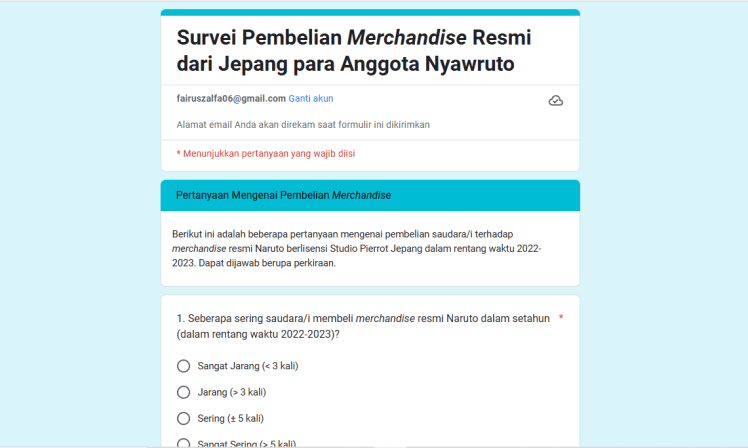 Survei Pembelian Merchandise Resmi
dari Jepang para Anggota Nyawruto
fairuszalfa06@gmail.com Ganti akun
Alamat email Anda akan direkam saat formulir ini dikirimkan
* Menunjukkan pertanyaan yang wajib diisi
Pertanyaan Mengenai Pembelian Merchandise
Berikut ini adalah beberapa pertanyaan mengenai pembelian saudara/i terhadap
merchandise resmi Naruto berlisensi Studio Pierrot Jepang dalam rentang waktu 2022-
2023. Dapat dijawab berupa perkiraan.
1. Seberapa sering saudara/i membeli merchandise resmi Naruto dalam setahun *
(dalam rentang waktu 2022-2023)?
Sangat Jarang (< 3 kali)
Jarang (> 3 kali)
Sering (± 5 kali)
Sangat Sering (> 5 kali)